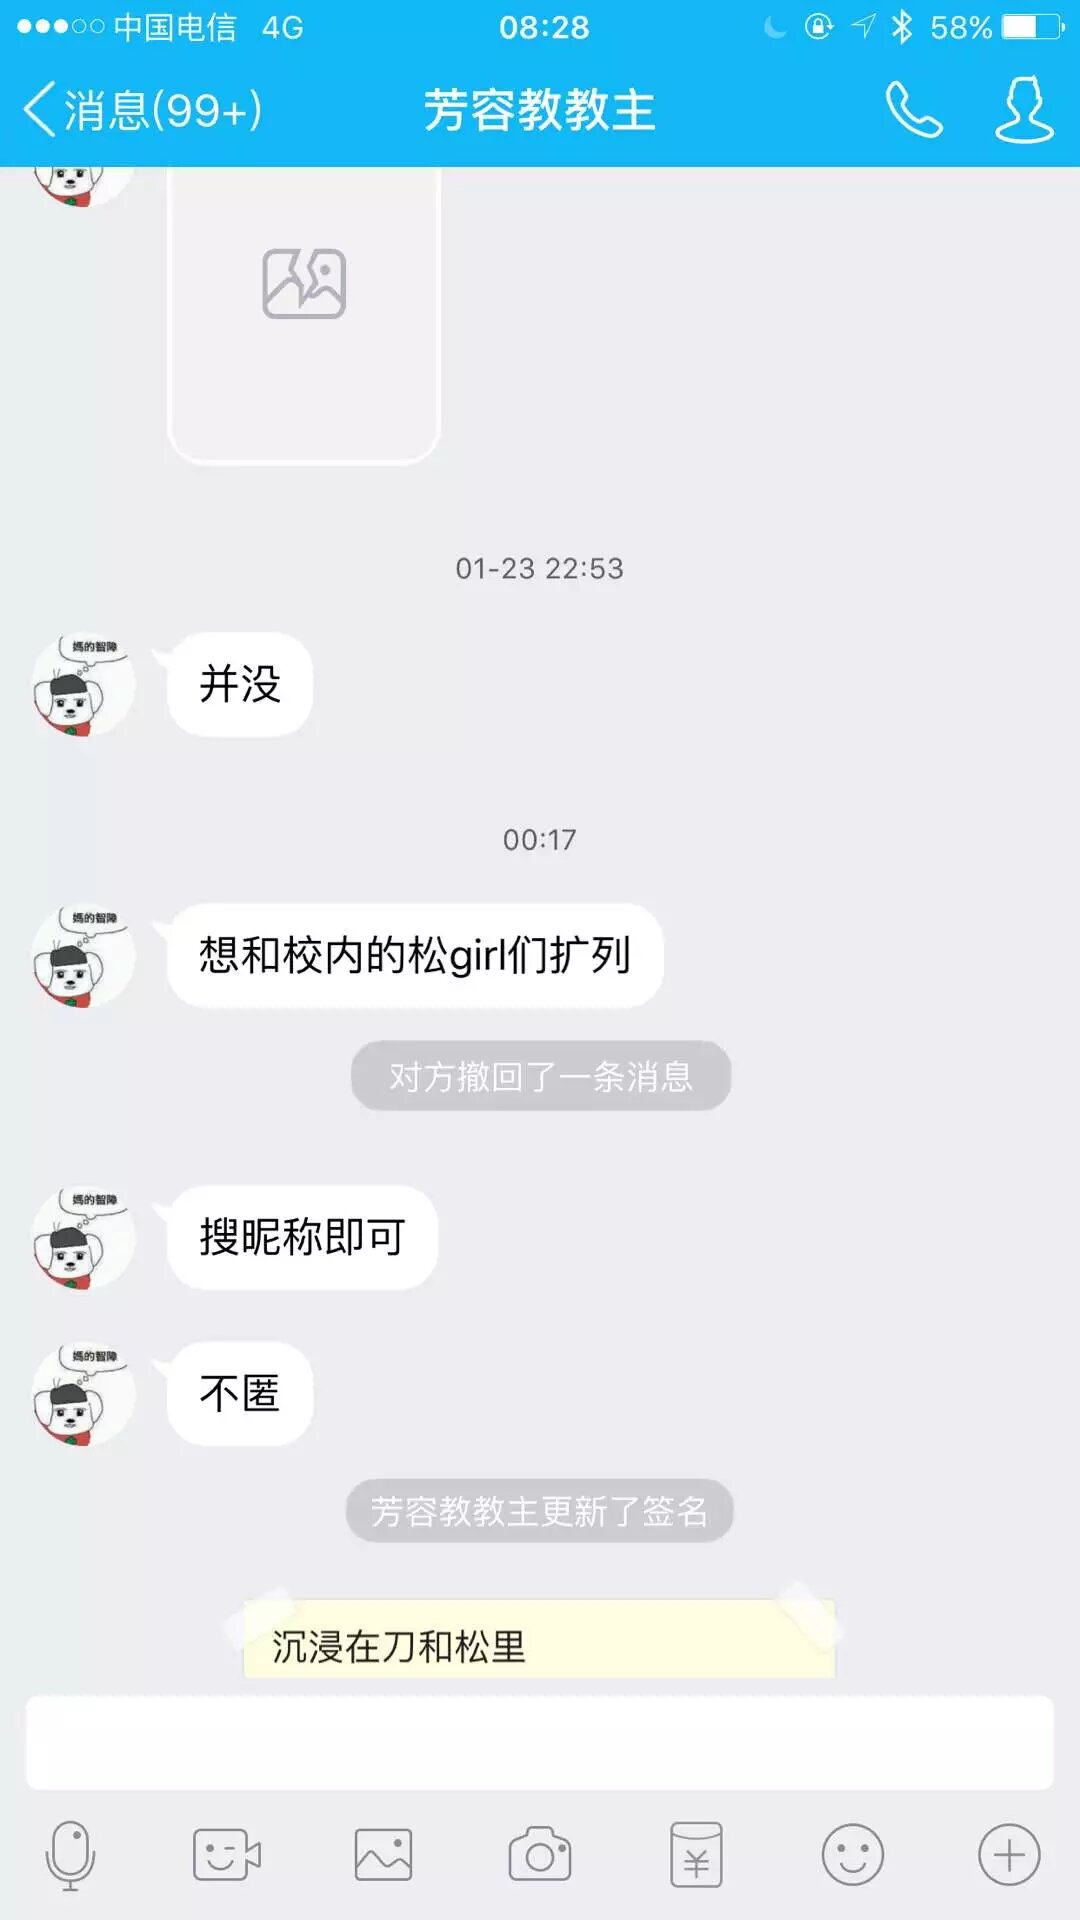 中国电信 4G 08:28 58%
消息(99+) 芳容教教主
01-23 22:53
媽的智障
并没
00:17
媽的智障
想和校内的松girl们扩列
对方撤回了一条消息
媽的智障
搜昵称即可
媽的智障
不匿
芳容教教主更新了签名
沉浸在刀和松里